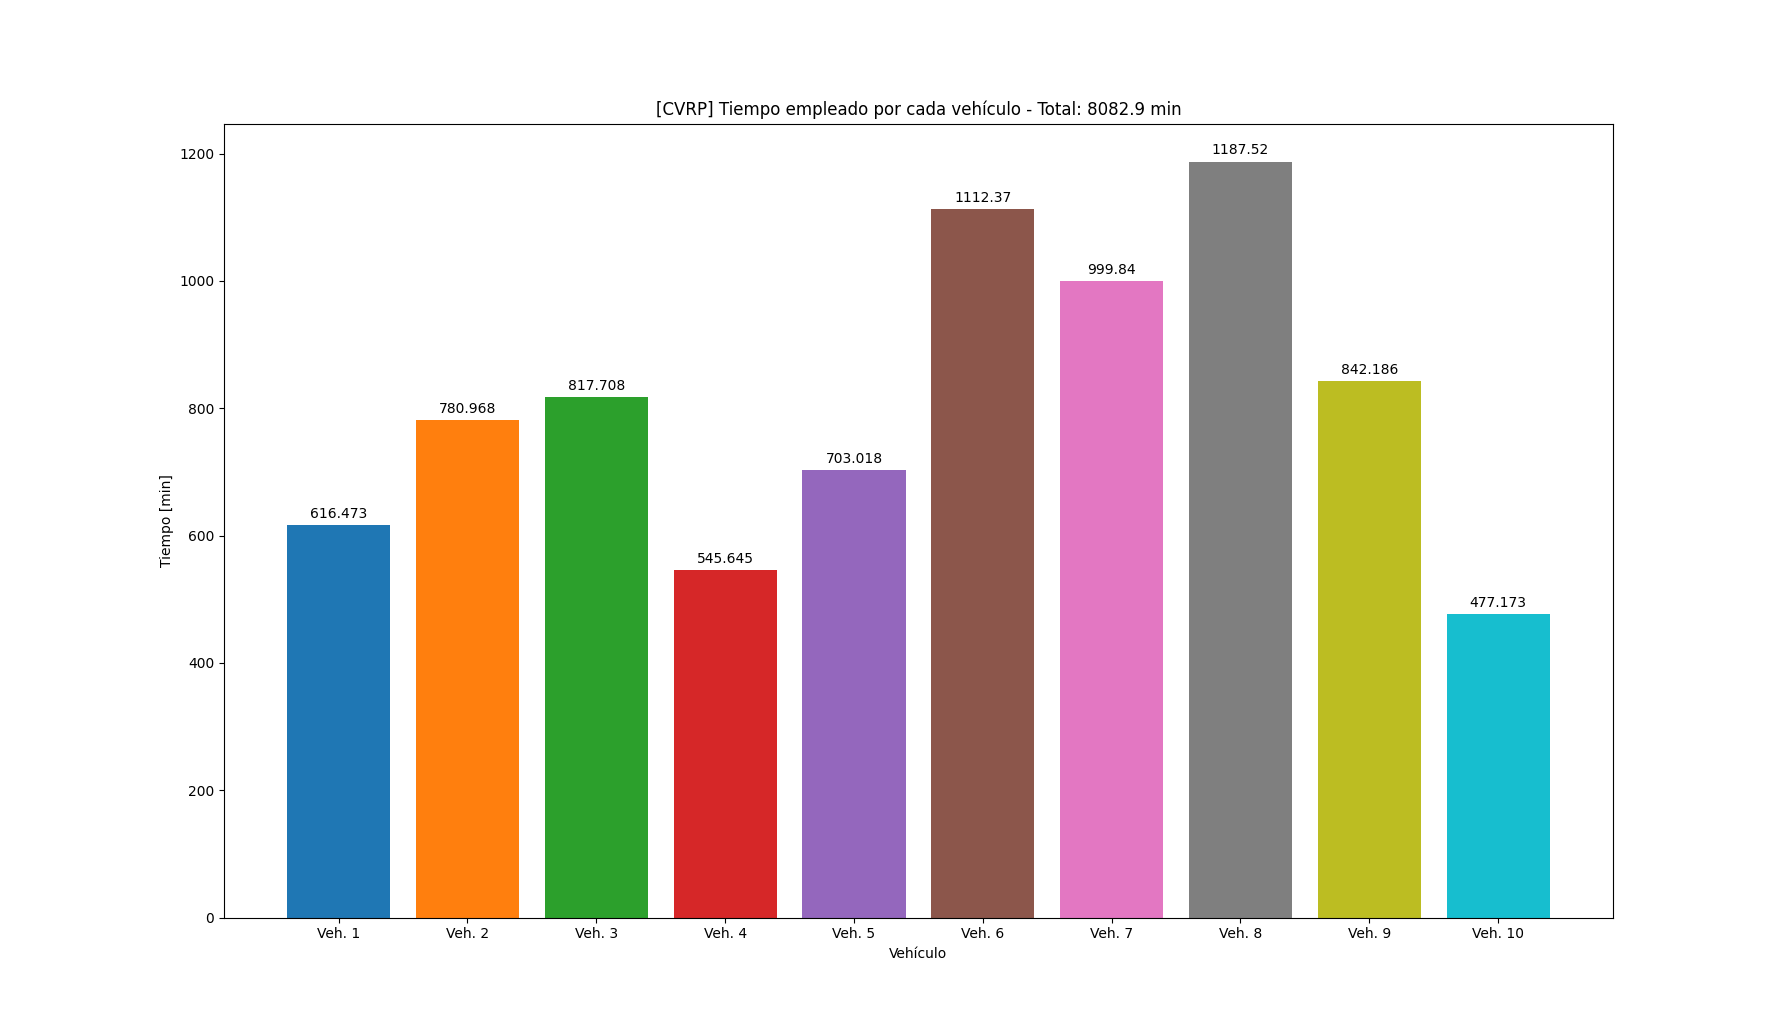 [CVRP] Tiempo empleado por cada vehículo - Total: 8082.9 min
1200
1000
800
600
400
200
0
Tiempo [min]
616.473
780.968
817.708
545.645
703.018
1112.37
999.84
1187.52
842.186
477.173
Veh. 1
Veh. 2
Veh. 3
Veh. 4
Veh. 5
Veh. 6
Veh. 7
Veh. 8
Veh. 9
Veh. 10
Vehículo